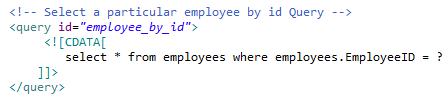 <!-- Select a particular employee by id Query -->
<query id="employee_by_id">
<![CDATA[
select * from employees where employees.EmployeeID = ?
]]>
</query>